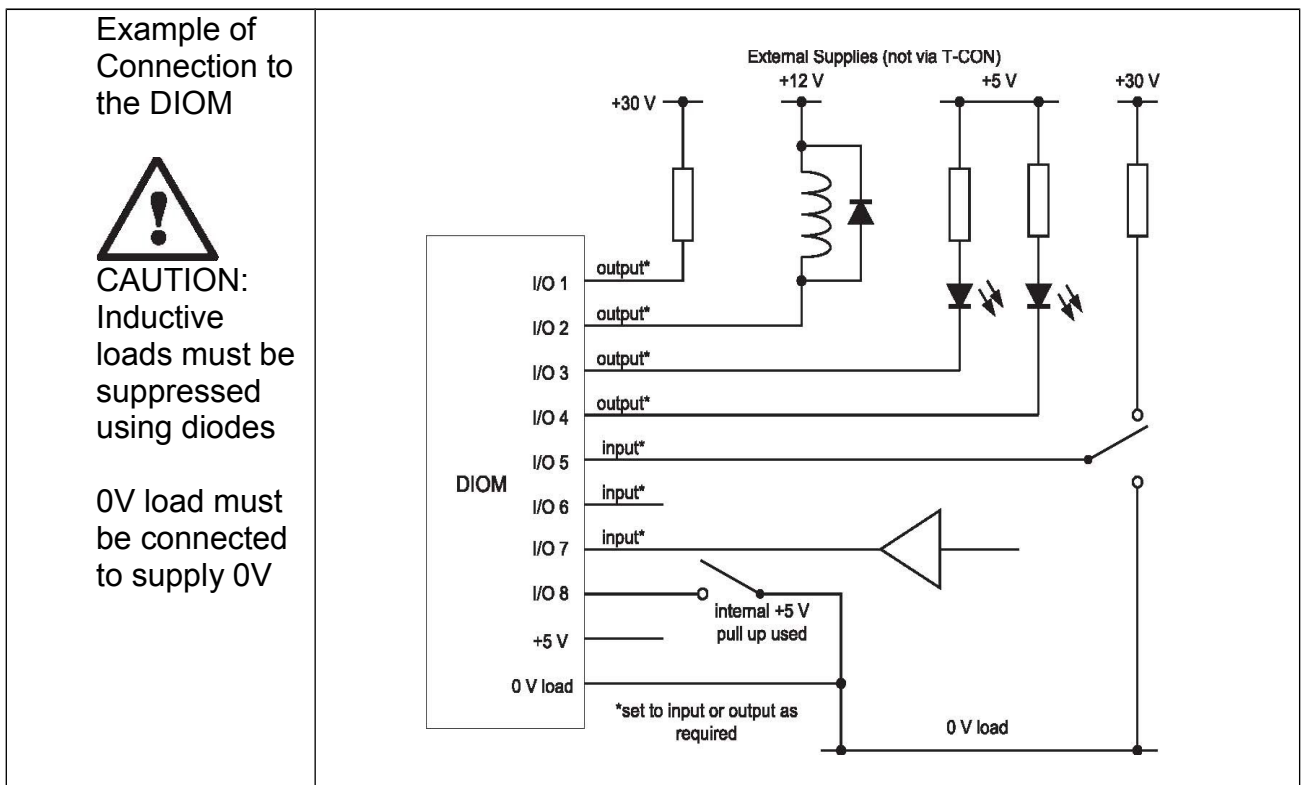 Example of
Connection to
the DIOM
CAUTION:
Inductive
loads must be
suppressed
using diodes
0V load must
be connected
to supply 0V
External Supplies (not via T-CON)
+30 V
+12 V
+5 V
+30 V
DIOM
I/O 1
output*
I/O 2
output*
I/O 3
output*
I/O 4
output*
I/O 5
input*
I/O 6
input*
I/O 7
input*
I/O 8
internal +5 V
pull up used
+5 V
0 V load
*set to input or output as
required
0 V load